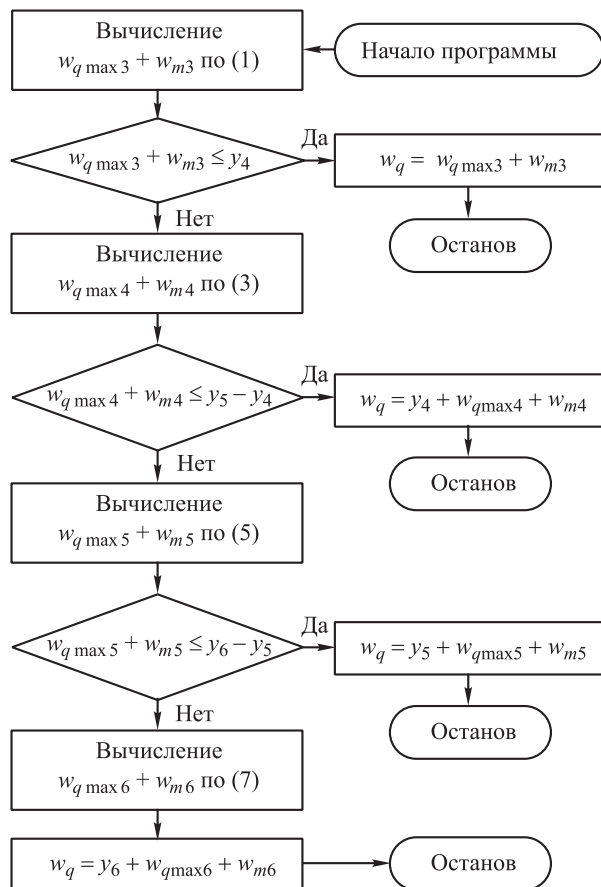 Начало программы
Вычисление
w_{q max 3} + w_{m3} по (1)
w_{q max 3} + w_{m3} ≤ y_4
Да
w_q = w_{q max3} + w_{m3}
Останов
Нет
Вычисление
w_{q max 4} + w_{m4} по (3)
w_{q max 4} + w_{m4} ≤ y_5 – y_4
Да
w_q = y_4 + w_{qmax4} + w_{m4}
Останов
Нет
Вычисление
w_{q max 5} + w_{m5} по (5)
w_{q max 5} + w_{m5} ≤ y_6 – y_5
Да
w_q = y_5 + w_{qmax5} + w_{m5}
Останов
Нет
Вычисление
w_{q max 6} + w_{m6} по (7)
w_q = y_6 + w_{qmax6} + w_{m6}
Останов